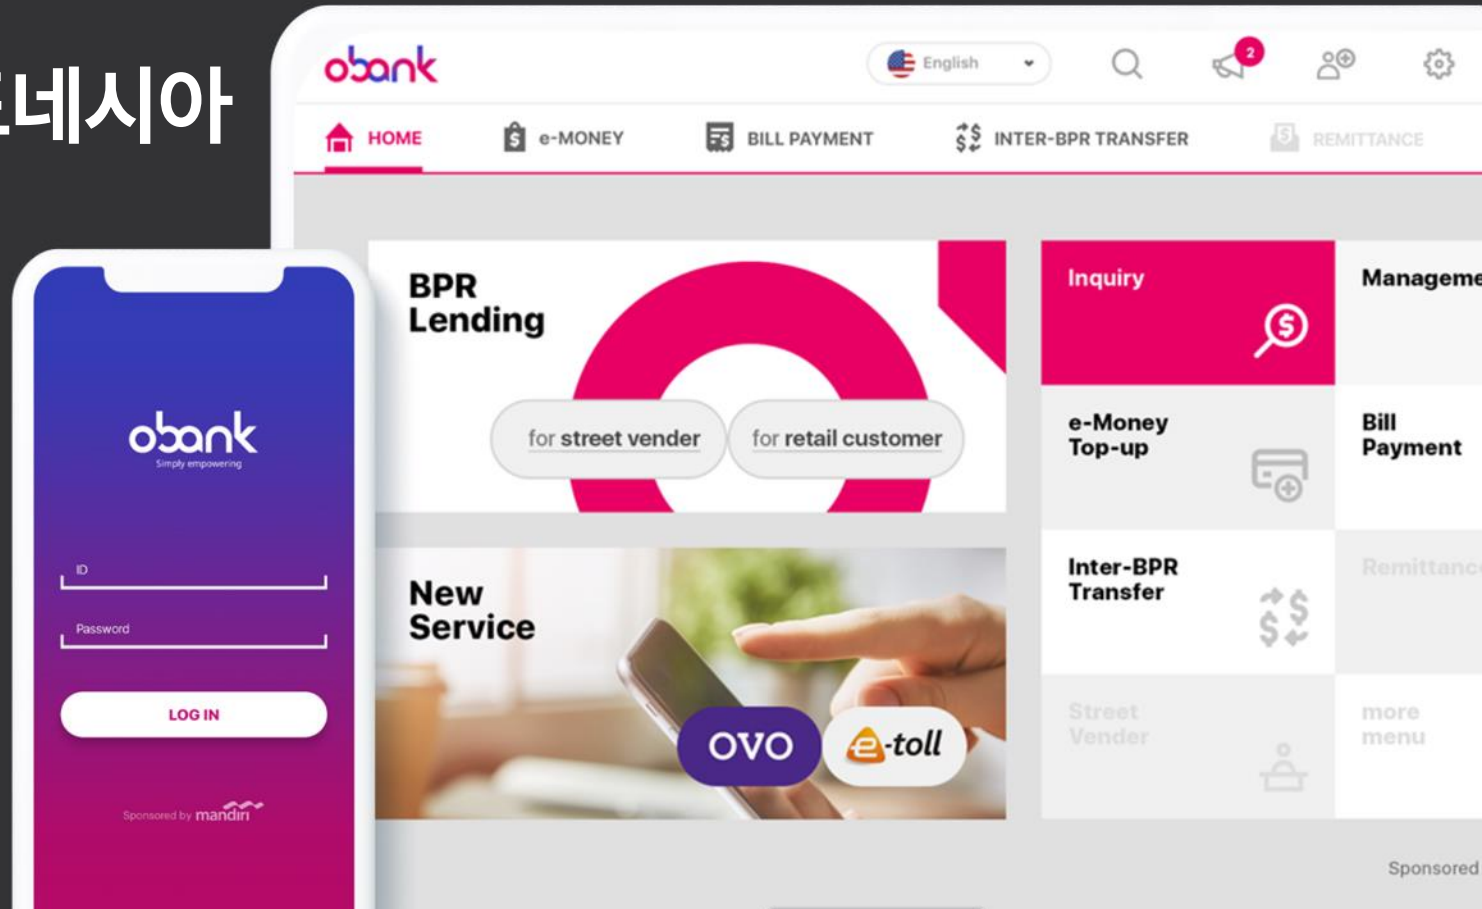 네시아
obank
English
2
HOME
e-MONEY
BILL PAYMENT
INTER-BPR TRANSFER
REMITTANCE
BPR
Lending
for street vender
for retail customer
New
Service
OVO
e-toll
Inquiry
Manageme
e-Money
Top-up
Bill
Payment
Inter-BPR
Transfer
Remittance
Street
Vender
more
menu
Sponsored
obank
Simply empowering
ID
Password
LOG IN
Sponsored by mandiri